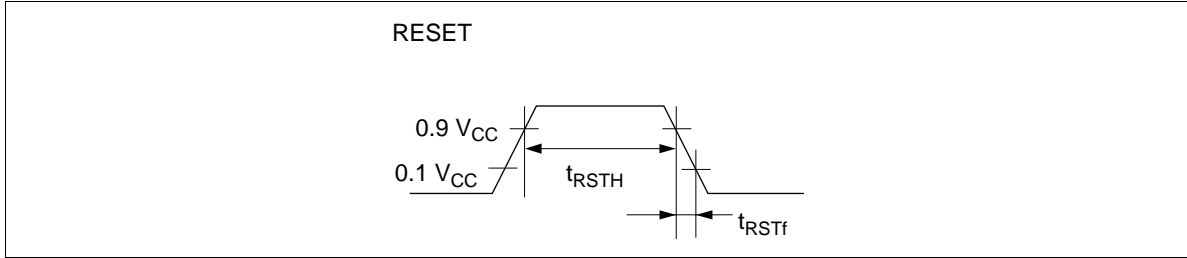 RESET
0.9 VCC
0.1 VCC
tRSTH
tRSTf